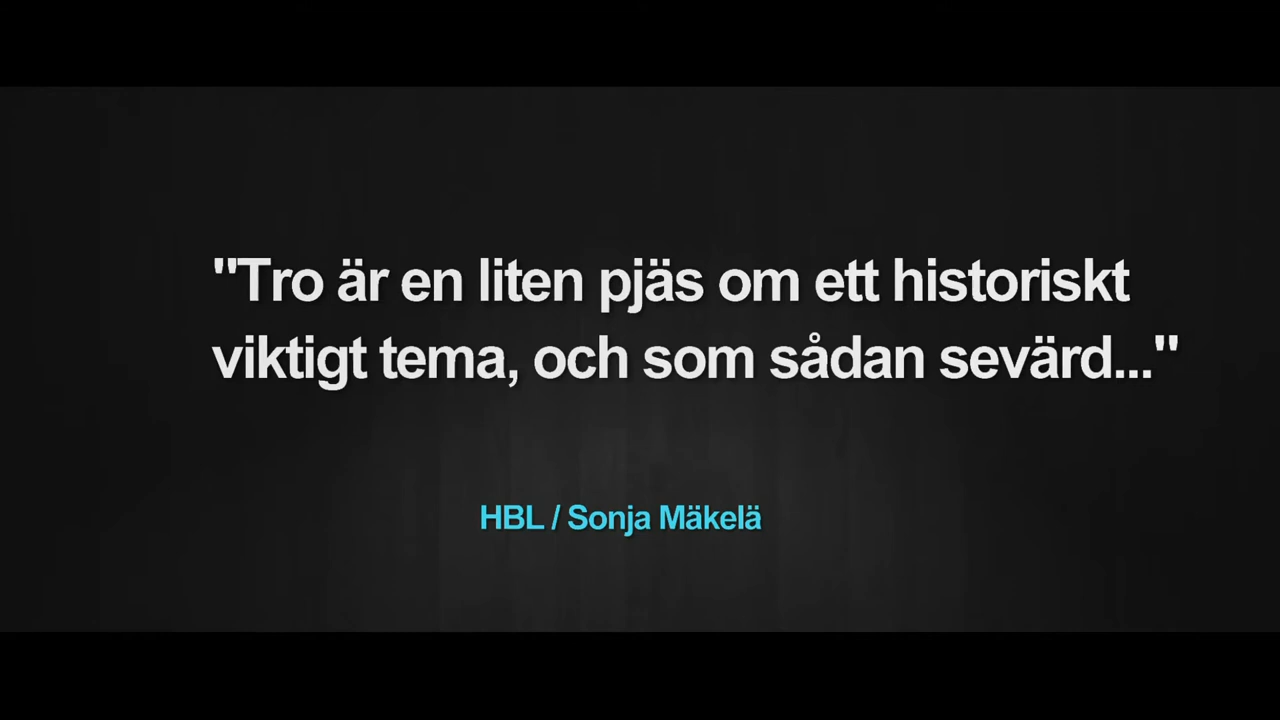 "Tro är en liten pjäs om ett historiskt
viktigt tema, och som sådan sevärd..."
HBL / Sonja Mäkelä